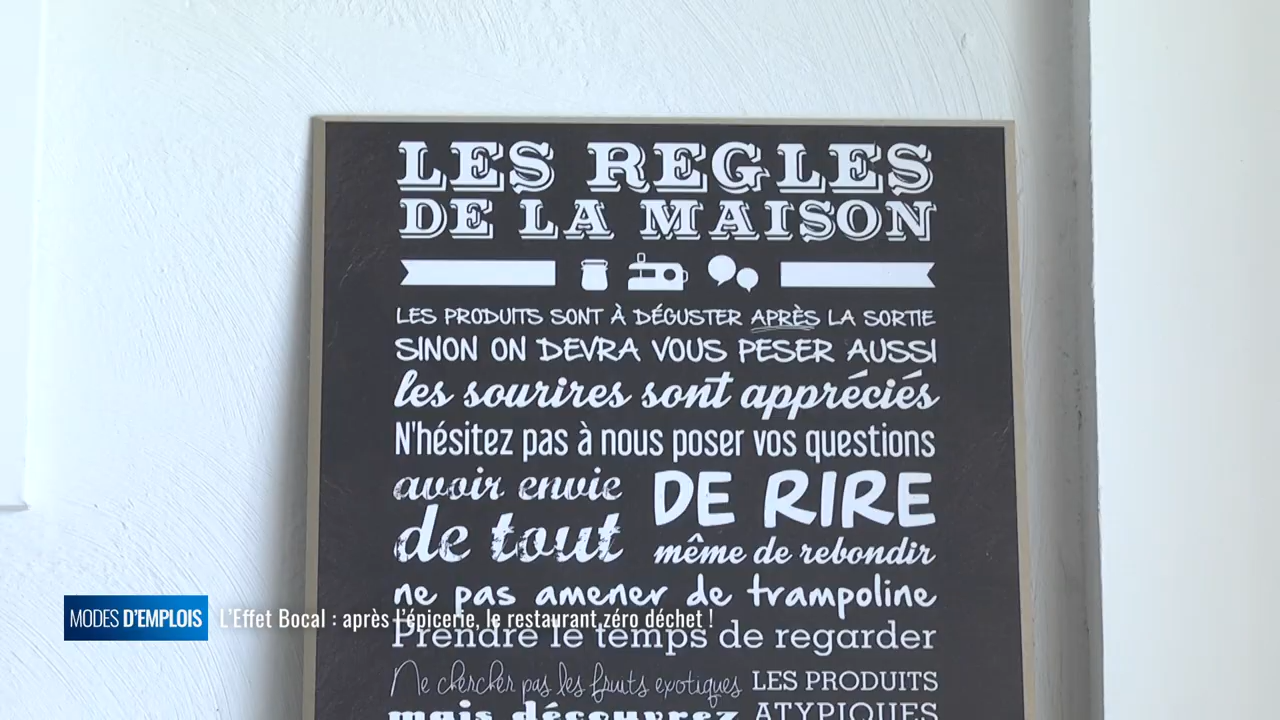 LES REGLES
DE LA MAISON
LES PRODUITS SONT À DÉGUSTER APRÈS LA SORTIE
SINON ON DEVRA VOUS PESER AUSSI
les sourires sont appréciés
N'hésitez pas à nous poser vos questions
avoir envie
de tout
DE RIRE
même de rebondir
ne pas amener de trampoline
MODES D'EMPLOIS L'Effet Bocal : après l'épicerie, le restaurant zéro déchet !
Prendre le temps de regarder
Ne chercher pas les fruits exotiques
mais découvrez
LES PRODUITS
ATYPIQUES